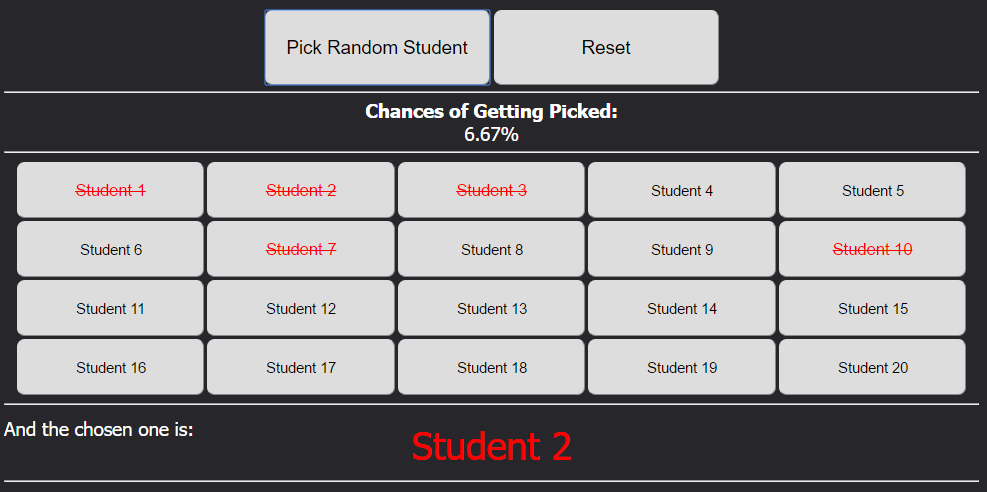 Pick Random Student Reset
Chances of Getting Picked:
6.67%
Student 1 Student 2 Student 3 Student 4 Student 5
Student 6 Student 7 Student 8 Student 9 Student 10
Student 11 Student 12 Student 13 Student 14 Student 15
Student 16 Student 17 Student 18 Student 19 Student 20
And the chosen one is:
Student 2